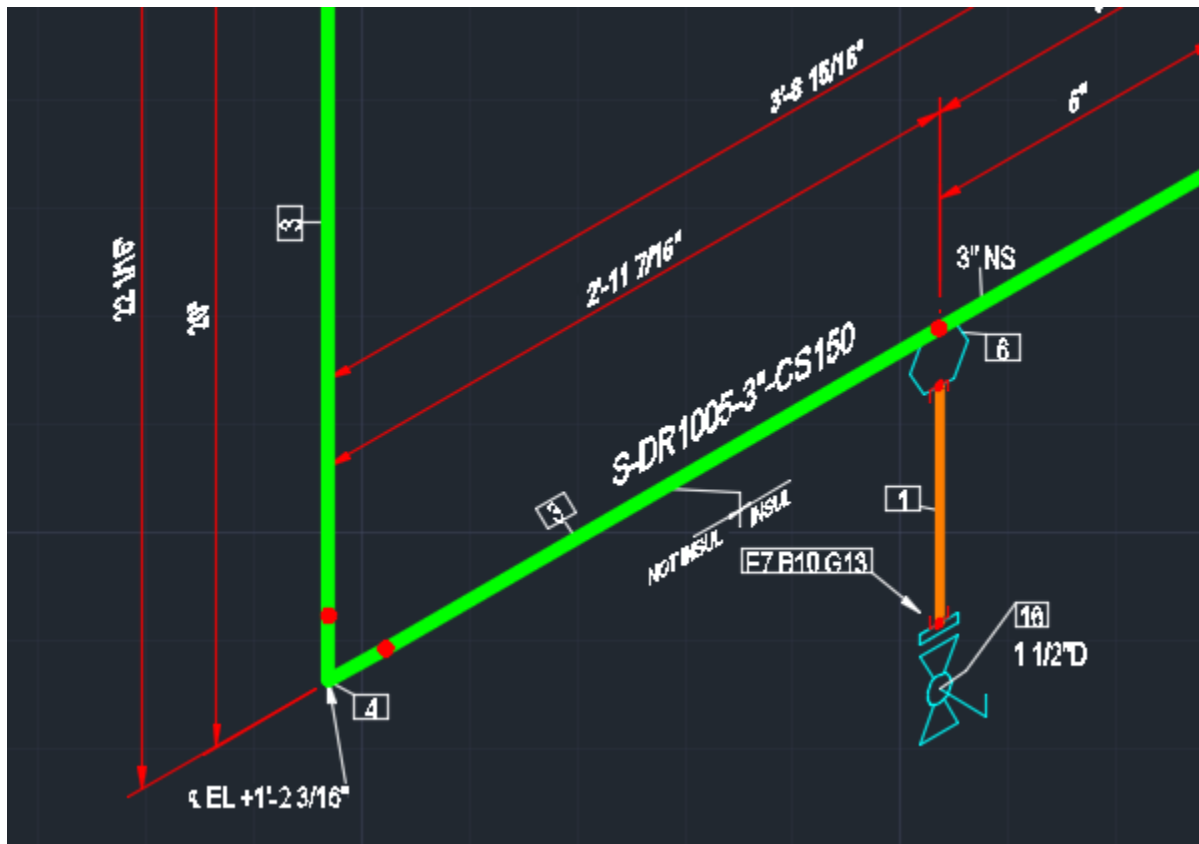 3'-8 15/16"
6"
3
2'-11 7/16"
3" NS
6
S-DR1005-3"-CS150
3
1
INSUL
NOT INSUL
F7 B10 G13
16
1 1/2"D
4
℄ EL +1'-2 3/16"